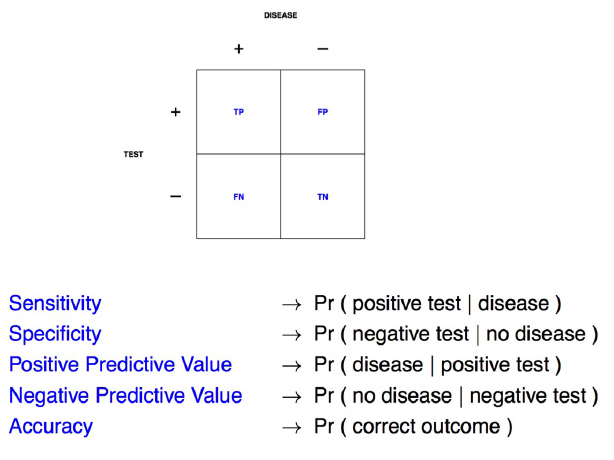 DISEASE
+ −
+ TP FP
TEST
− FN TN
Sensitivity → Pr ( positive test | disease )
Specificity → Pr ( negative test | no disease )
Positive Predictive Value → Pr ( disease | positive test )
Negative Predictive Value → Pr ( no disease | negative test )
Accuracy → Pr ( correct outcome )